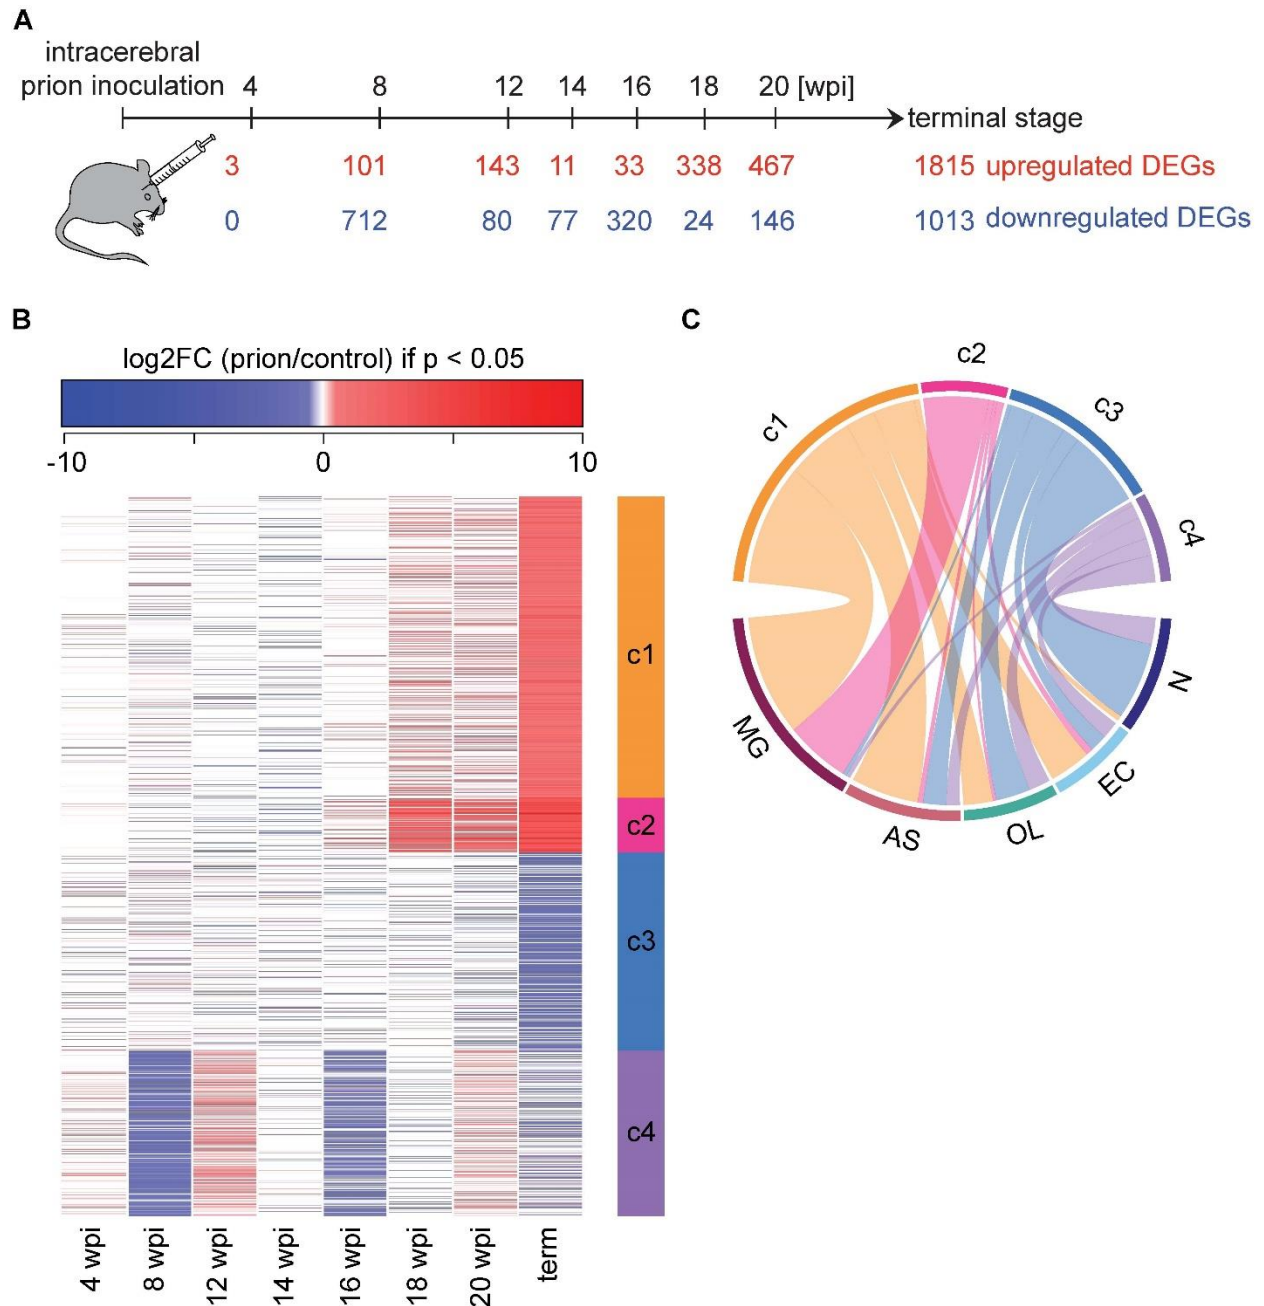 A
intracerebral
prion inoculation 4 8 12 14 16 18 20 [wpi]
terminal stage
3 101 143 11 33 338 467 1815 upregulated DEGs
0 712 80 77 320 24 146 1013 downregulated DEGs
B
log2FC (prion/control) if p < 0.05
-10 0 10
c1
c2
c3
c4
4 wpi
8 wpi
12 wpi
14 wpi
16 wpi
18 wpi
20 wpi
term
C
c1
c2
c3
c4
MG
AS
OL
EC
N